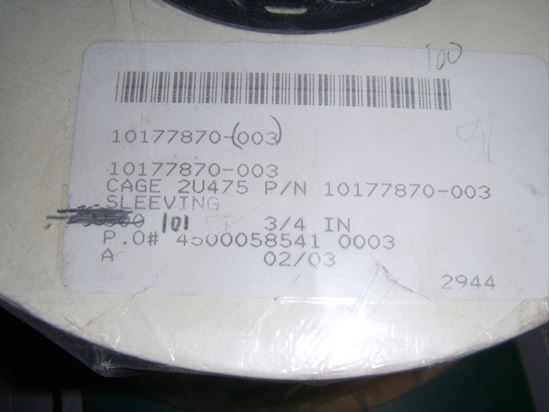 100
10177870-(003)
10177870-003
CAGE 2U475 P/N 10177870-003
SLEEVING
101 FT 3/4 IN
P.O# 4500058541 0003
A 02/03
2944